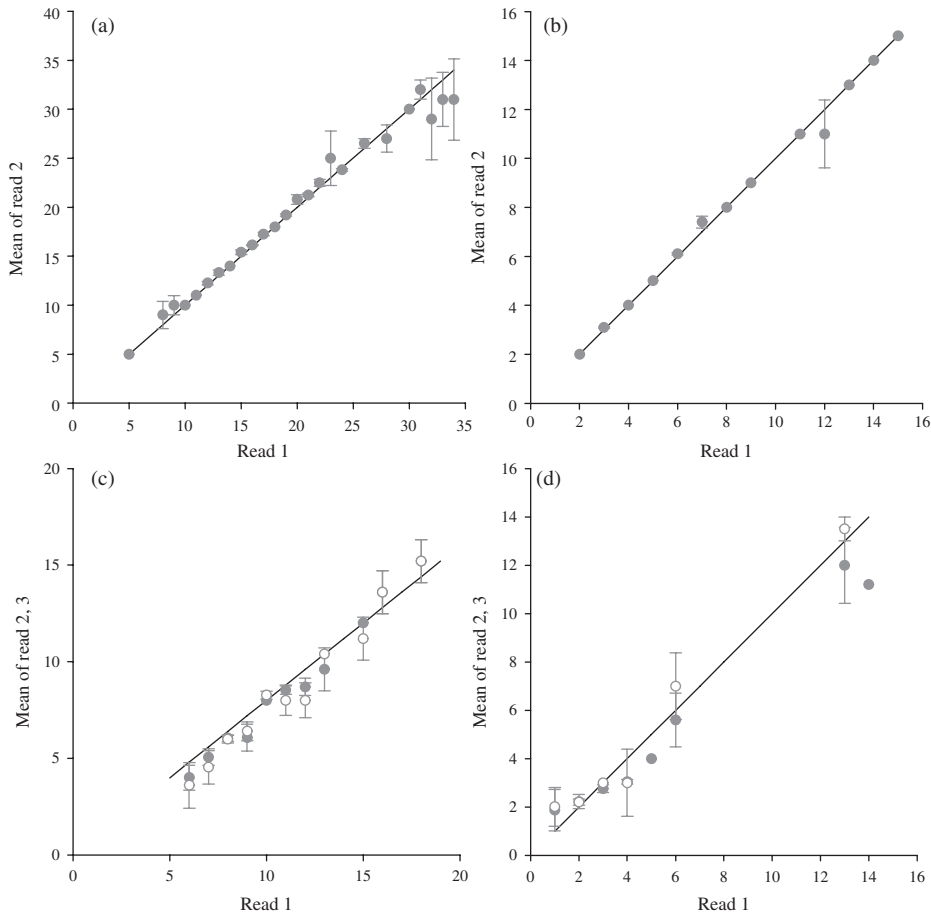 (a)
40
35
30
25
20
15
10
5
0
Mean of read 2
0 5 10 15 20 25 30 35
Read 1
(b)
16
14
12
10
8
6
4
2
0
Mean of read 2
0 2 4 6 8 10 12 14 16
Read 1
(c)
20
15
10
5
0
Mean of read 2, 3
0 5 10 15 20
Read 1
(d)
16
14
12
10
8
6
4
2
0
Mean of read 2, 3
0 2 4 6 8 10 12 14 16
Read 1